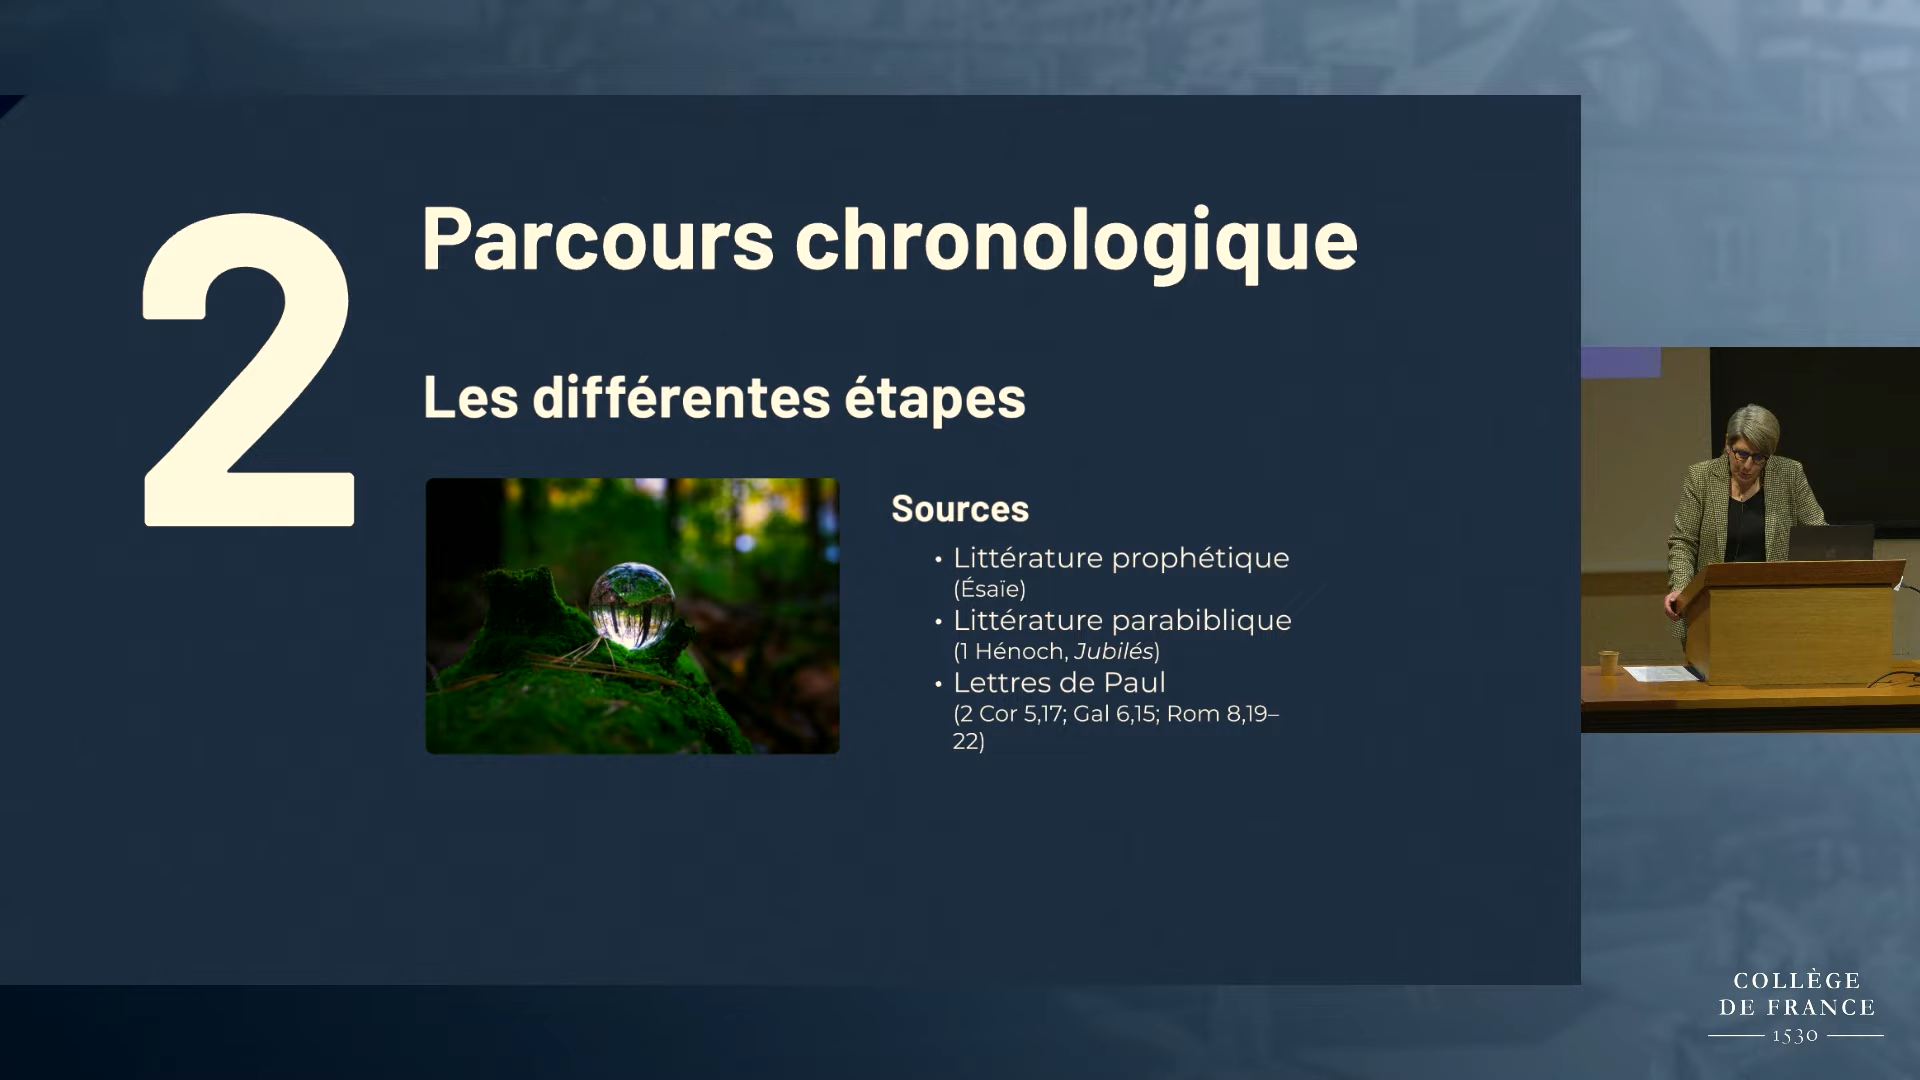 2
Parcours chronologique
Les différentes étapes
Sources
• Littérature prophétique
(Ésaïe)
• Littérature parabiblique
(1 Hénoch, Jubilés)
• Lettres de Paul
(2 Cor 5,17; Gal 6,15; Rom 8,19–
22)
COLLÈGE
DE FRANCE
1530